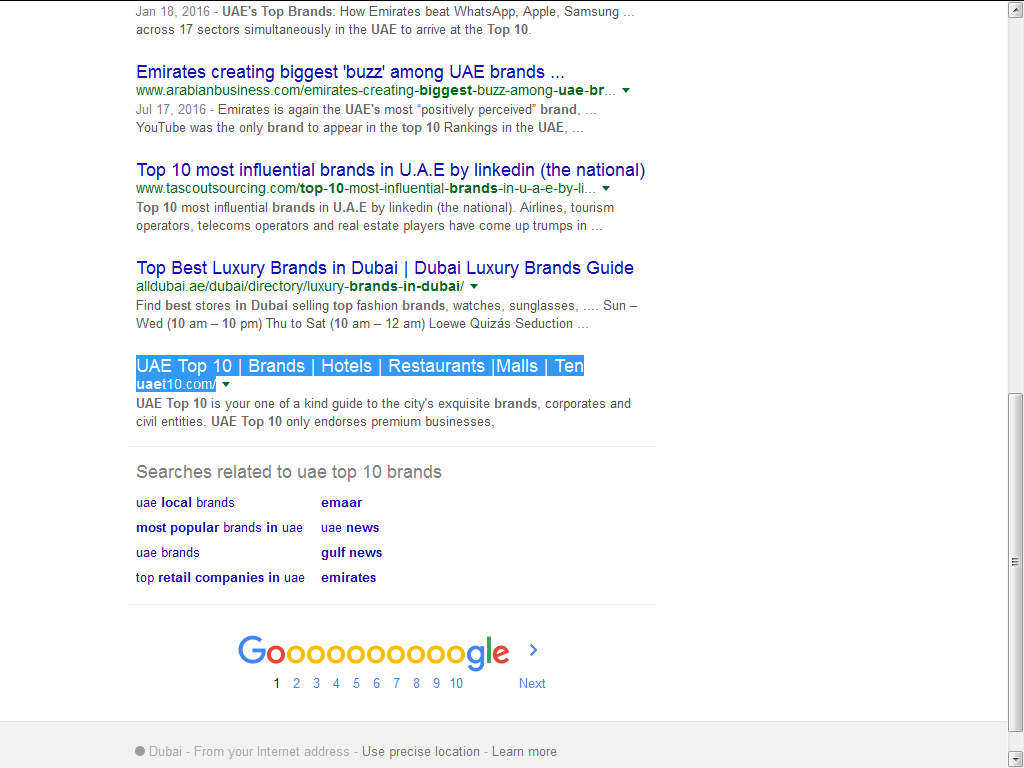 Jan 18, 2016 - UAE's Top Brands: How Emirates beat WhatsApp, Apple, Samsung ...
across 17 sectors simultaneously in the UAE to arrive at the Top 10.
Emirates creating biggest 'buzz' among UAE brands ...
www.arabianbusiness.com/emirates-creating-biggest-buzz-among-uae-br...
Jul 17, 2016 - Emirates is again the UAE's most “positively perceived” brand, ...
YouTube was the only brand to appear in the top 10 Rankings in the UAE, ...
Top 10 most influential brands in U.A.E by linkedin (the national)
www.tascoutsourcing.com/top-10-most-influential-brands-in-u-a-e-by-li...
Top 10 most influential brands in U.A.E by linkedin (the national). Airlines, tourism
operators, telecoms operators and real estate players have come up trumps in ...
Top Best Luxury Brands in Dubai | Dubai Luxury Brands Guide
alldubai.ae/dubai/directory/luxury-brands-in-dubai/
Find best stores in Dubai selling top fashion brands, watches, sunglasses, .... Sun –
Wed (10 am – 10 pm) Thu to Sat (10 am – 12 am) Loewe Quizás Seduction ...
UAE Top 10 | Brands | Hotels | Restaurants |Malls | Ten
uaet10.com/
UAE Top 10 is your one of a kind guide to the city's exquisite brands, corporates and
civil entities. UAE Top 10 only endorses premium businesses,
Searches related to uae top 10 brands
uae local brands emaar
most popular brands in uae uae news
uae brands gulf news
top retail companies in uae emirates
Goooooooooogle >
1 2 3 4 5 6 7 8 9 10 Next
Dubai - From your Internet address - Use precise location - Learn more